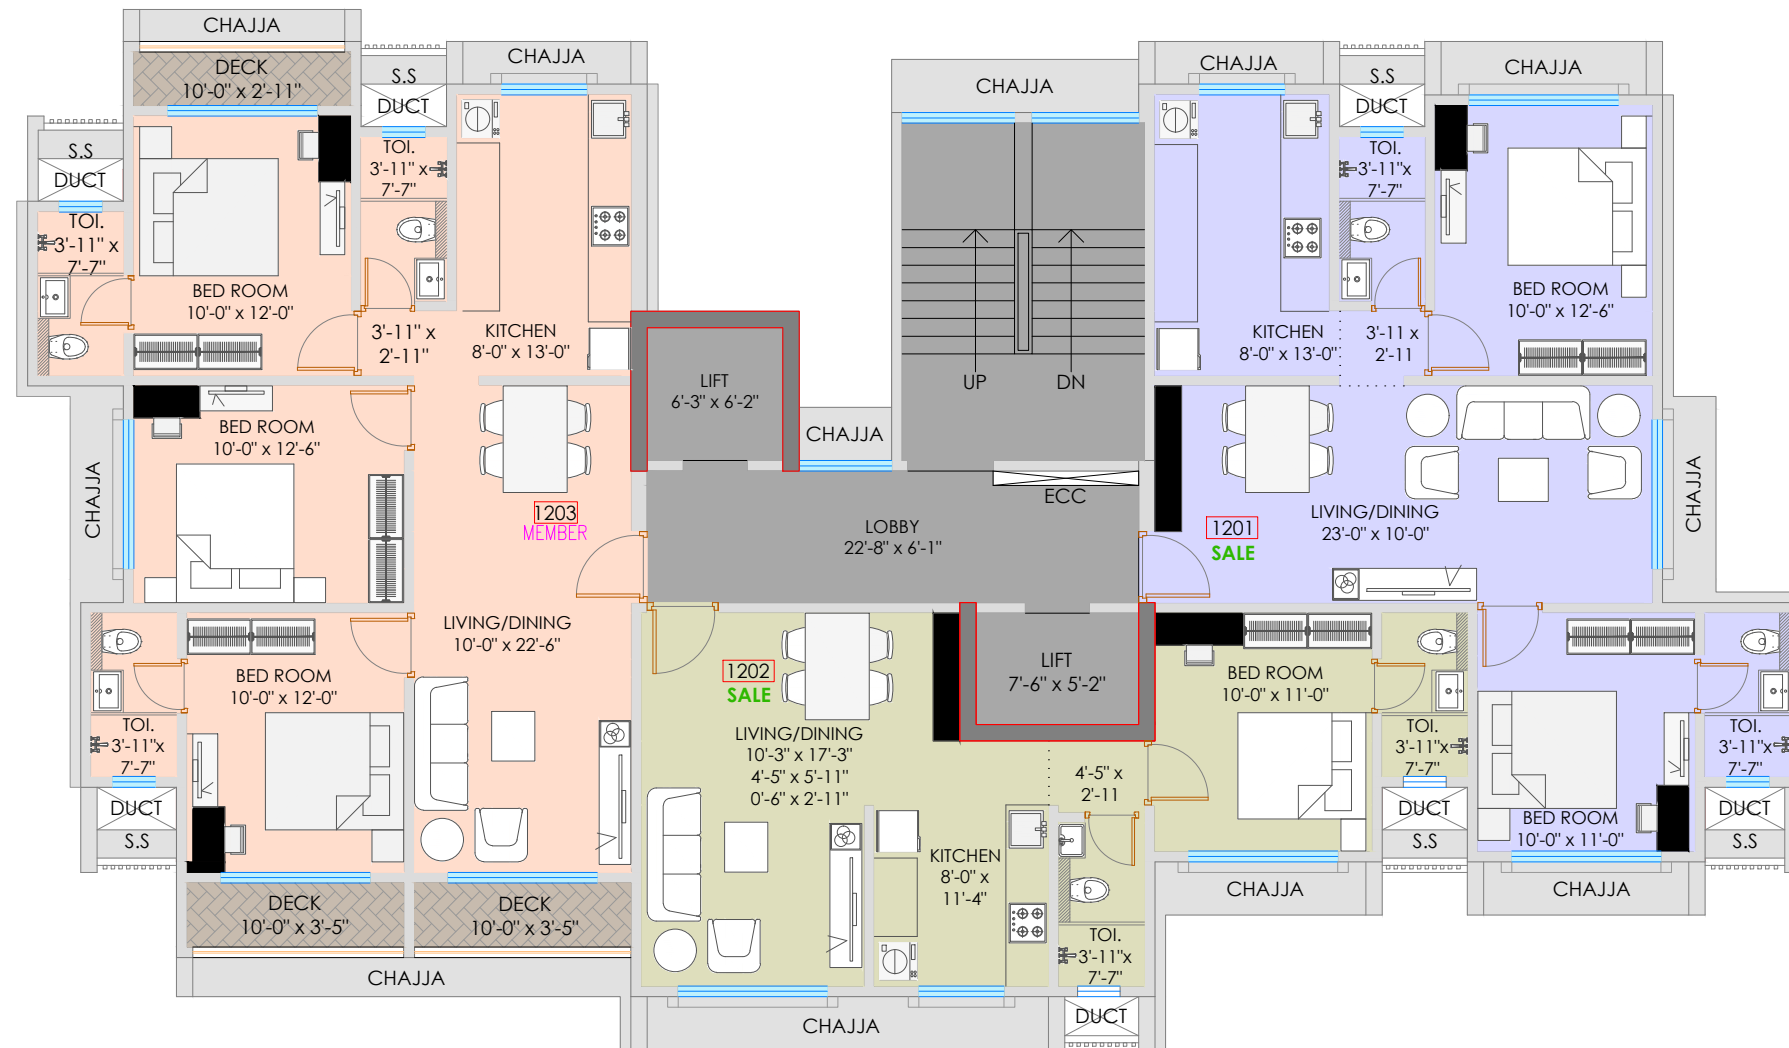 CHAJJA
DECK
10'-0" x 2'-11"
S.S
DUCT
CHAJJA
CHAJJA
CHAJJA
S.S
DUCT
CHAJJA
S.S
DUCT
TOI.
3'-11" x
7'-7"
TOI.
3'-11" x
7'-7"
BED ROOM
10'-0" x 12'-0"
3'-11" x
2'-11"
KITCHEN
8'-0" x 13'-0"
LIFT
6'-3" x 6'-2"
CHAJJA
UP
DN
TOI.
3'-11"x
7'-7"
KITCHEN
8'-0" x 13'-0"
3'-11 x
2'-11
BED ROOM
10'-0" x 12'-6"
BED ROOM
10'-0" x 12'-6"
CHAJJA
1203
MEMBER
LOBBY
22'-8" x 6'-1"
ECC
1201
SALE
LIVING/DINING
23'-0" x 10'-0"
CHAJJA
LIVING/DINING
10'-0" x 22'-6"
BED ROOM
10'-0" x 12'-0"
TOI.
3'-11"x
7'-7"
DUCT
S.S
DECK
10'-0" x 3'-5"
DECK
10'-0" x 3'-5"
CHAJJA
1202
SALE
LIVING/DINING
10'-3" x 17'-3"
4'-5" x 5'-11"
0'-6" x 2'-11"
LIFT
7'-6" x 5'-2"
4'-5" x
2'-11
KITCHEN
8'-0" x
11'-4"
TOI.
3'-11"x
7'-7"
DUCT
CHAJJA
BED ROOM
10'-0" x 11'-0"
TOI.
3'-11"x
7'-7"
DUCT
S.S
CHAJJA
BED ROOM
10'-0" x 11'-0"
TOI.
3'-11"x
7'-7"
DUCT
S.S
CHAJJA